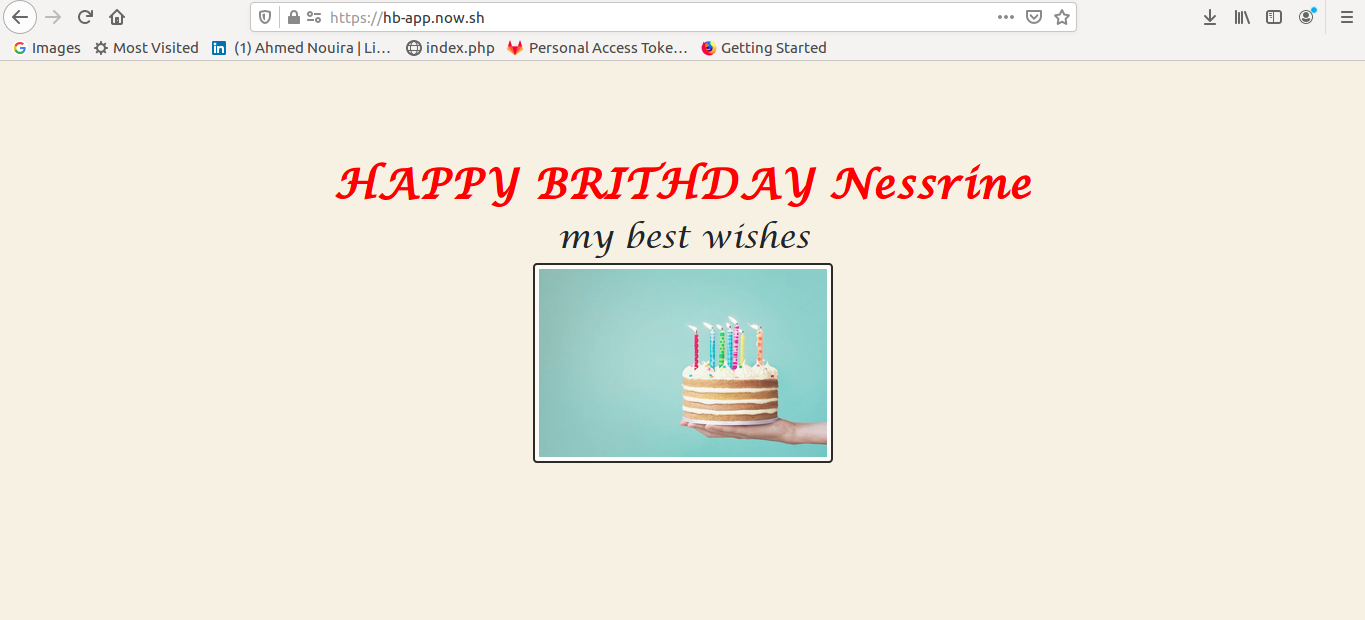 https://hb-app.now.sh
Images Most Visited (1) Ahmed Nouira | Li... index.php Personal Access Toke... Getting Started
HAPPY BRITHDAY Nessrine
my best wishes